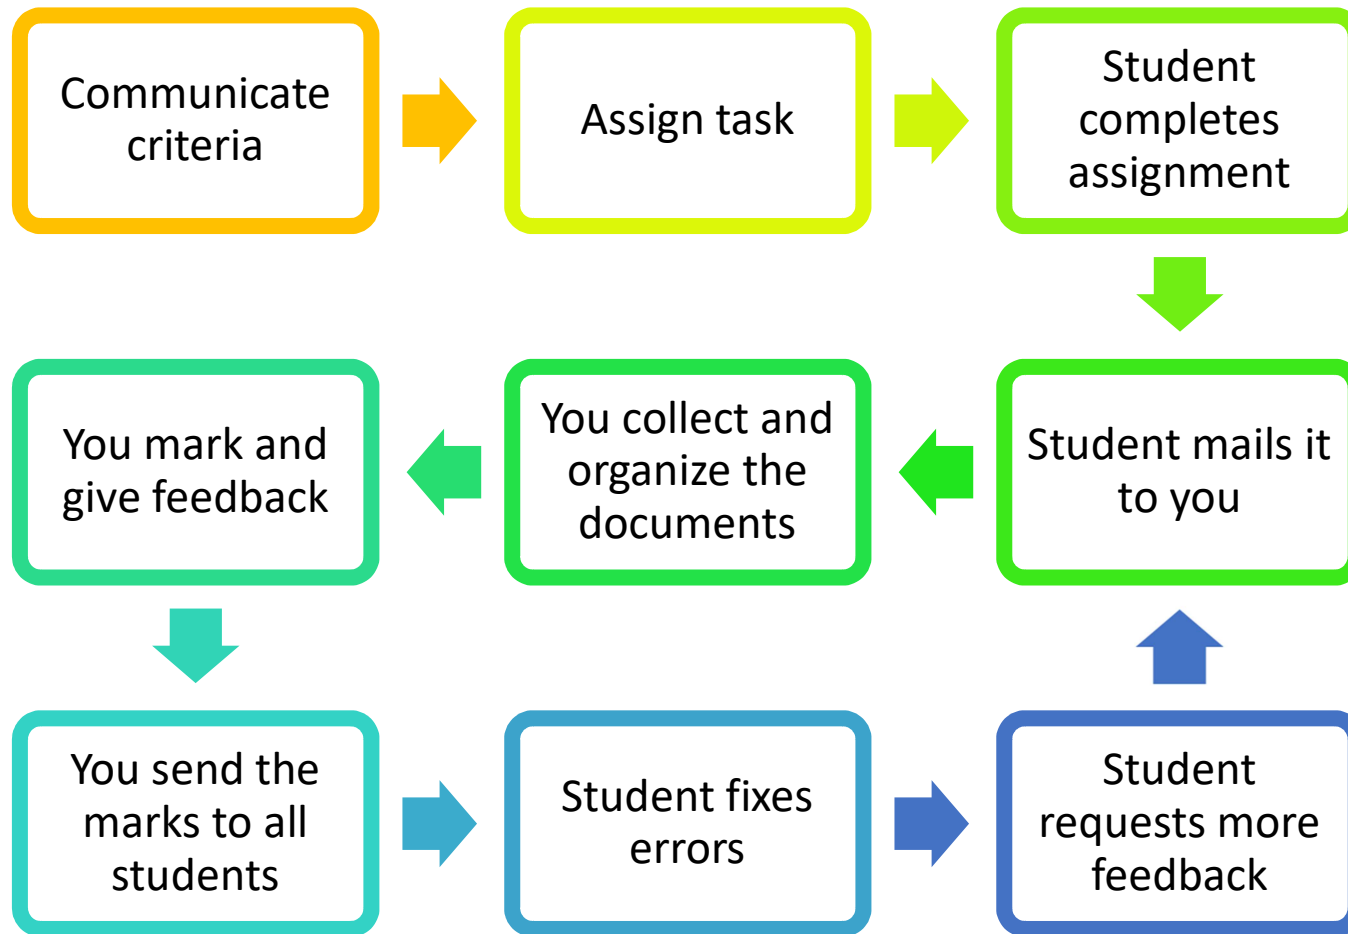 Communicate
criteria
Assign task
Student
completes
assignment
Student mails it
to you
You collect and
organize the
documents
You mark and
give feedback
You send the
marks to all
students
Student fixes
errors
Student
requests more
feedback